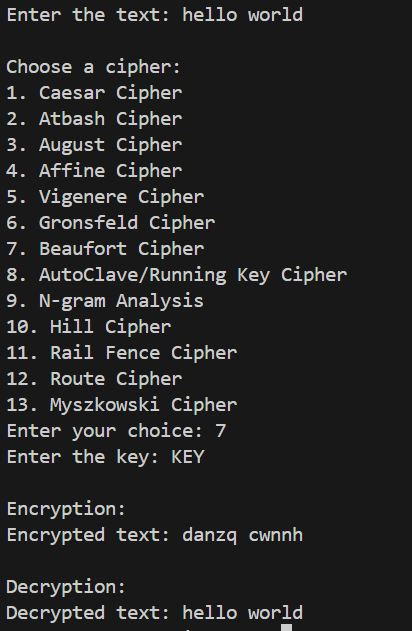 Enter the text: hello world
Choose a cipher:
1. Caesar Cipher
2. Atbash Cipher
3. August Cipher
4. Affine Cipher
5. Vigenere Cipher
6. Gronsfeld Cipher
7. Beaufort Cipher
8. AutoClave/Running Key Cipher
9. N-gram Analysis
10. Hill Cipher
11. Rail Fence Cipher
12. Route Cipher
13. Myszkowski Cipher
Enter your choice: 7
Enter the key: KEY
Encryption:
Encrypted text: danzq cwnnh
Decryption:
Decrypted text: hello world